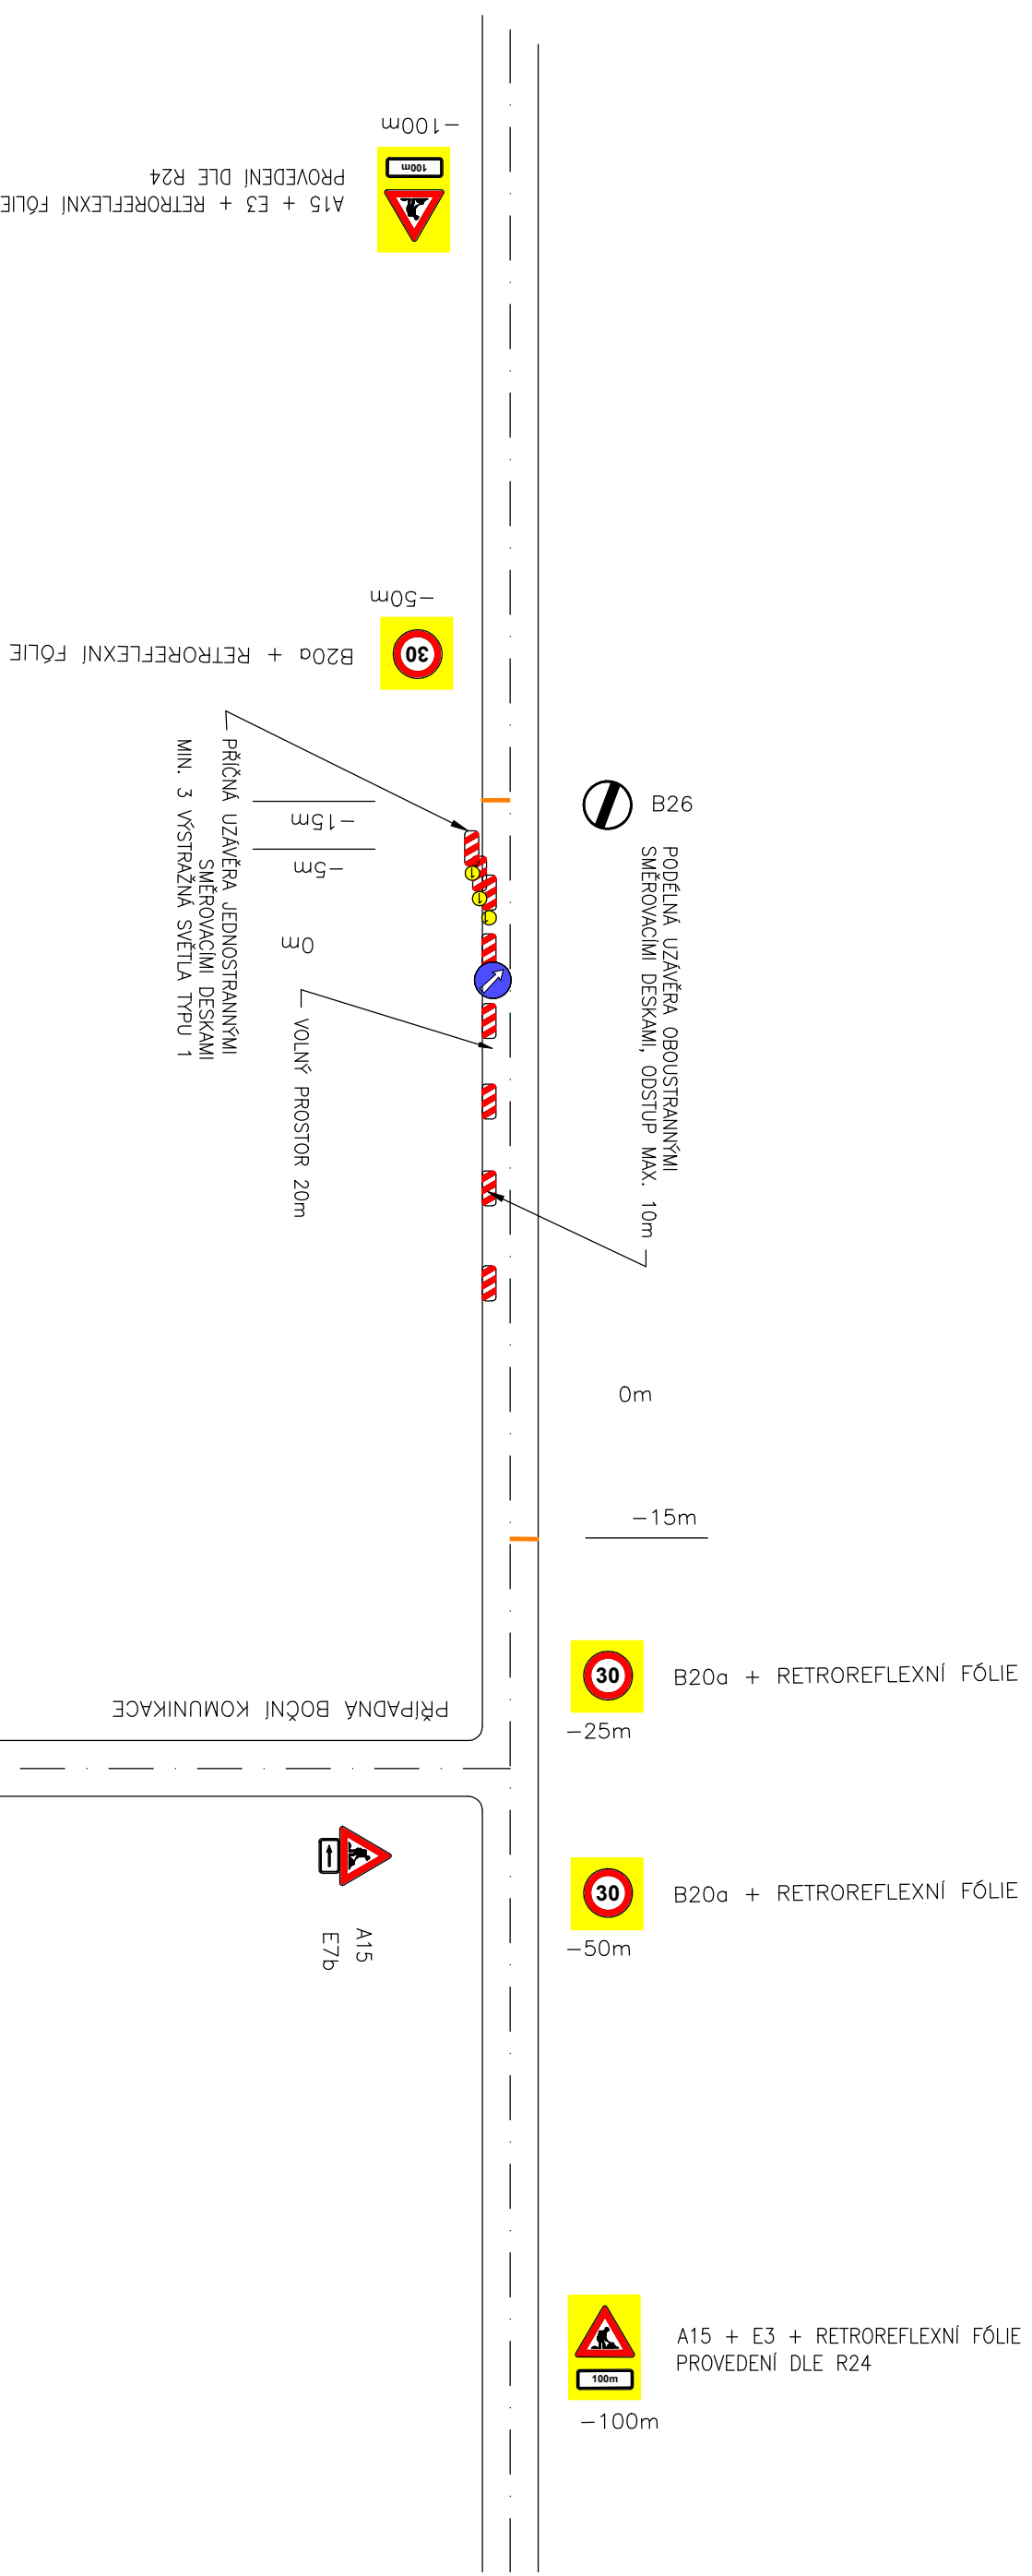 -100m
100m
A15 + E3 + RETROREFLEXNÍ FÓLIE
PROVEDENÍ DLE R24
-50m
30
B20a + RETROREFLEXNÍ FÓLIE
B26
PŘÍČNÁ UZÁVĚRA JEDNOSTRANNÝMI
SMĚROVACÍMI DESKAMI
MIN. 3 VÝSTRAŽNÁ SVĚTLA TYPU 1
-15m
-5m
1
1
1
0m
VOLNÝ PROSTOR 20m
PODÉLNÁ UZÁVĚRA OBOUSTRANNÝMI
SMĚROVACÍMI DESKAMI, ODSTUP MAX. 10m
0m
-15m
30
B20a + RETROREFLEXNÍ FÓLIE
-25m
PŘÍPADNÁ BOČNÍ KOMUNIKACE
A15
E7b
30
B20a + RETROREFLEXNÍ FÓLIE
-50m
100m
A15 + E3 + RETROREFLEXNÍ FÓLIE
PROVEDENÍ DLE R24
-100m